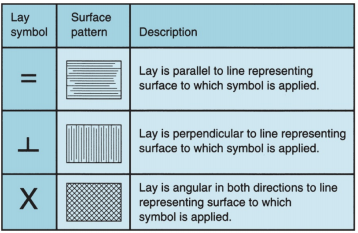 Lay symbol
Surface pattern
Description
=
Lay is parallel to line representing
surface to which symbol is applied.
⊥
Lay is perpendicular to line representing
surface to which symbol is applied.
X
Lay is angular in both directions to line
representing surface to which
symbol is applied.